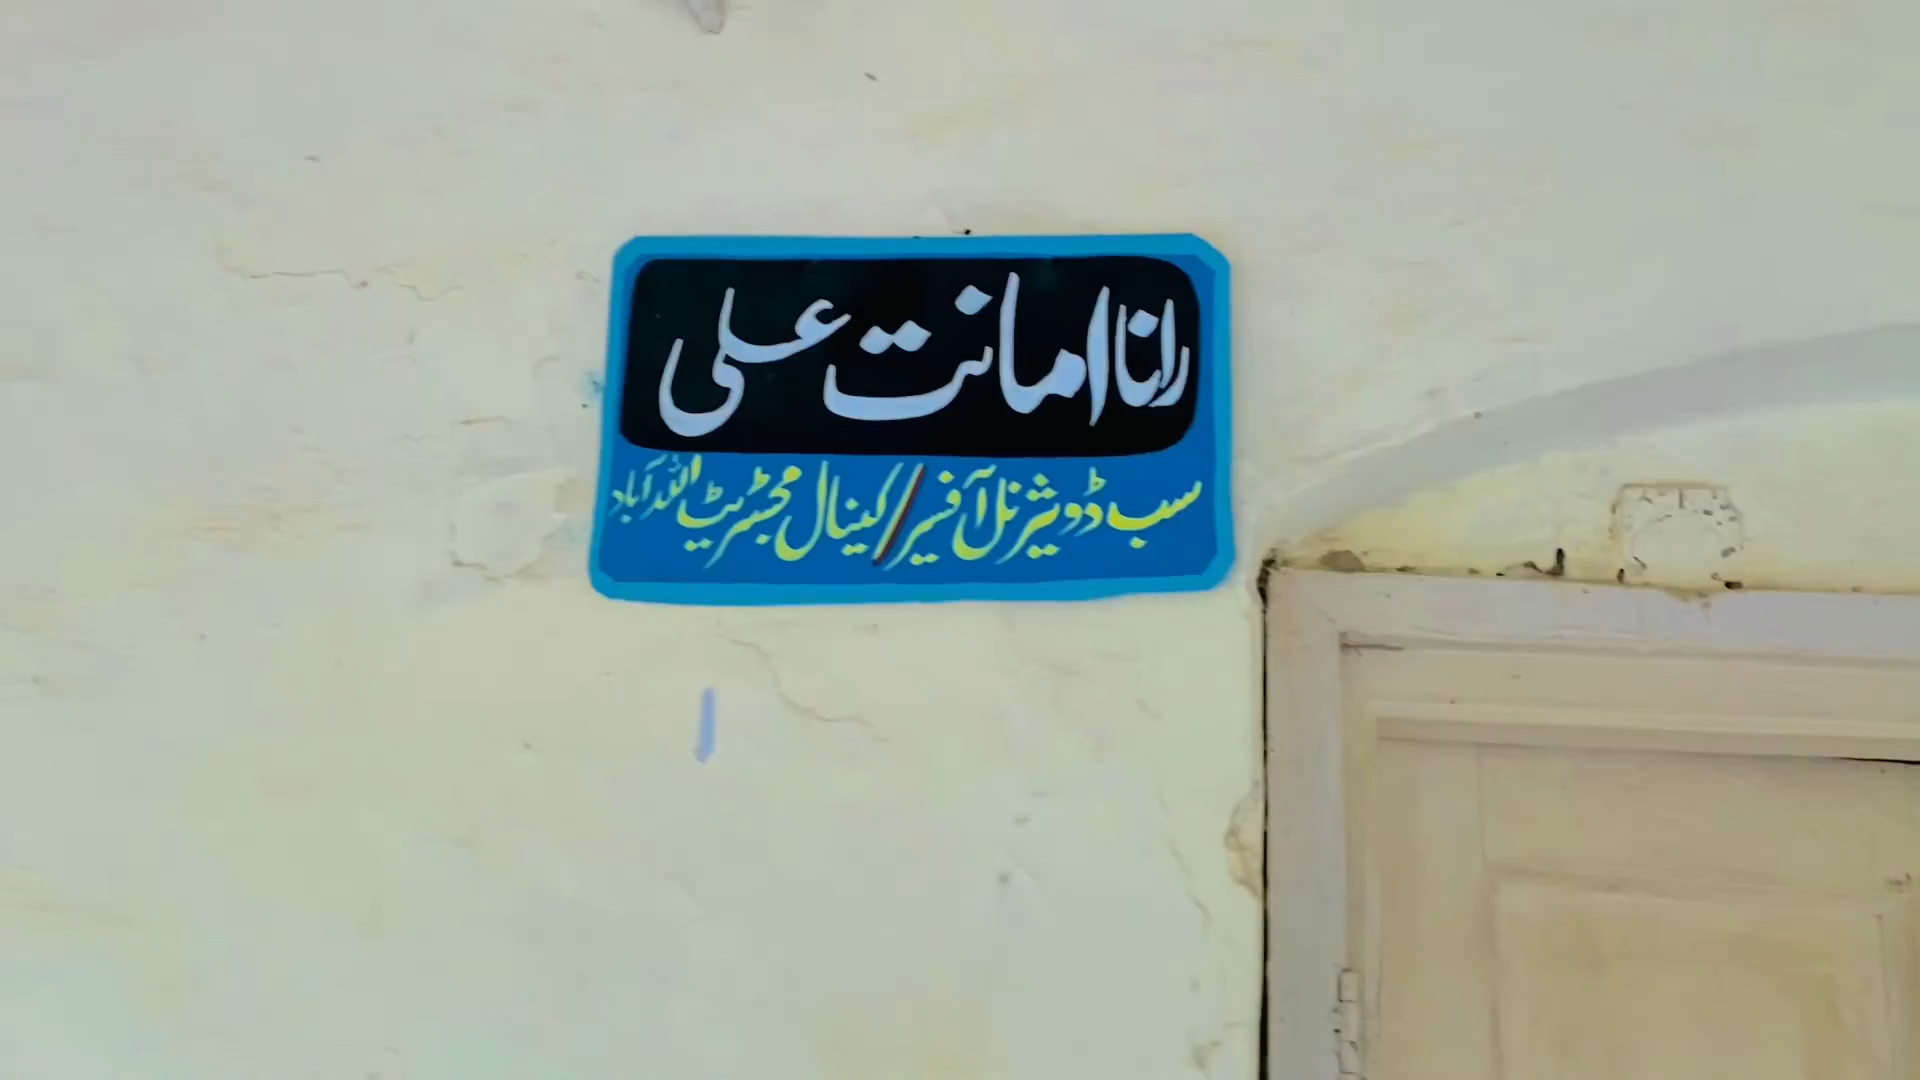 رانا امانت علی
سب ڈویژنل آفیسر/کینال مجسٹریٹ اللہ آباد